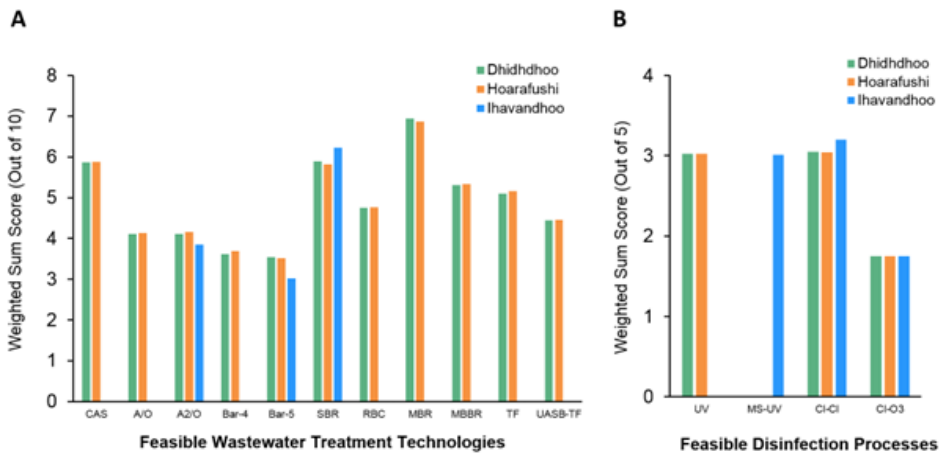 A
Weighted Sum Score (Out of 10)
8
7
6
5
4
3
2
1
0
Dhidhdhoo
Hoarafushi
Ihavandhoo
CAS A/O A2/O Bar-4 Bar-5 SBR RBC MBR MBBR TF UASB-TF
Feasible Wastewater Treatment Technologies
B
Weighted Sum Score (Out of 5)
4
3
2
1
0
Dhidhdhoo
Hoarafushi
Ihavandhoo
UV MS-UV Cl-Cl Cl-O3
Feasible Disinfection Processes